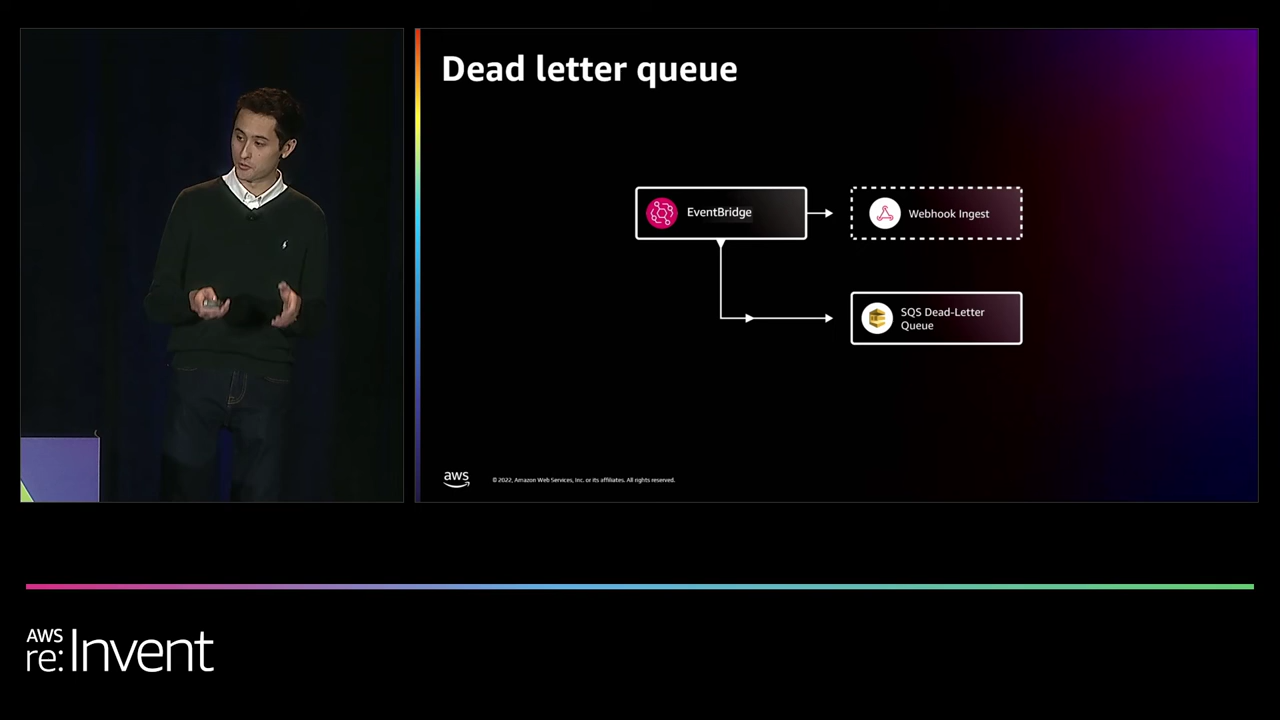 Dead letter queue
EventBridge
Webhook Ingest
SQS Dead-Letter
Queue
aws
© 2022, Amazon Web Services, Inc. or its affiliates. All rights reserved.
AWS
re:Invent